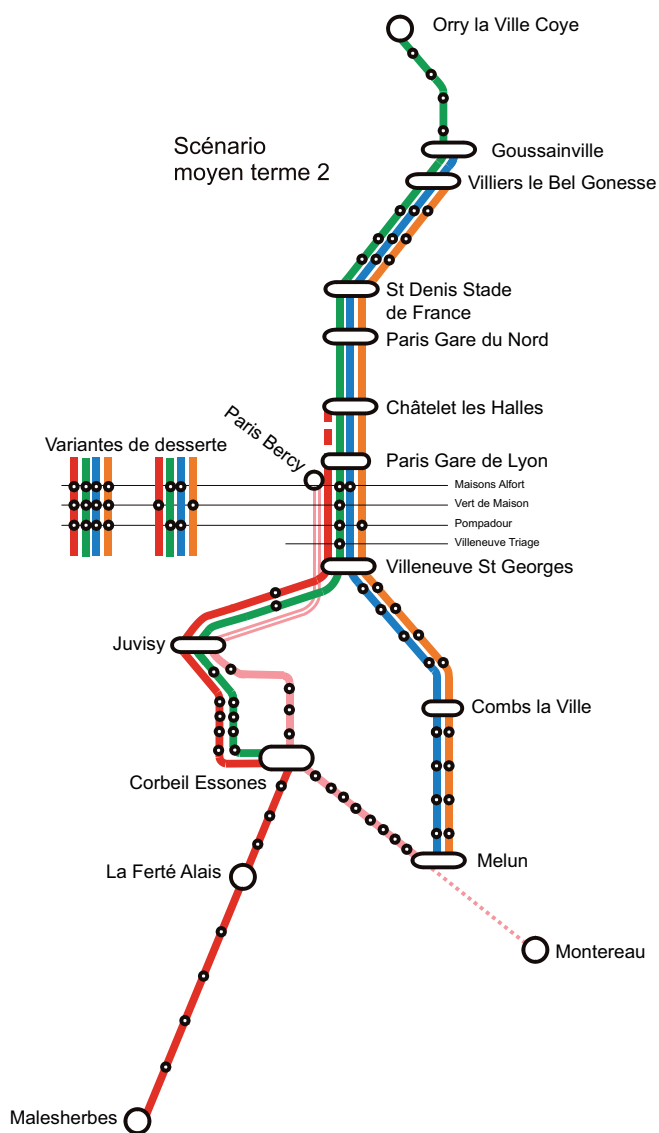 Orry la Ville Coye
Scénario
moyen terme 2
Goussainville
Villiers le Bel Gonesse
St Denis Stade
de France
Paris Gare du Nord
Châtelet les Halles
Paris Bercy
Variantes de desserte
Paris Gare de Lyon
Maisons Alfort
Vert de Maison
Pompadour
Villeneuve Triage
Villeneuve St Georges
Juvisy
Combs la Ville
Corbeil Essones
La Ferté Alais
Melun
Montereau
Malesherbes